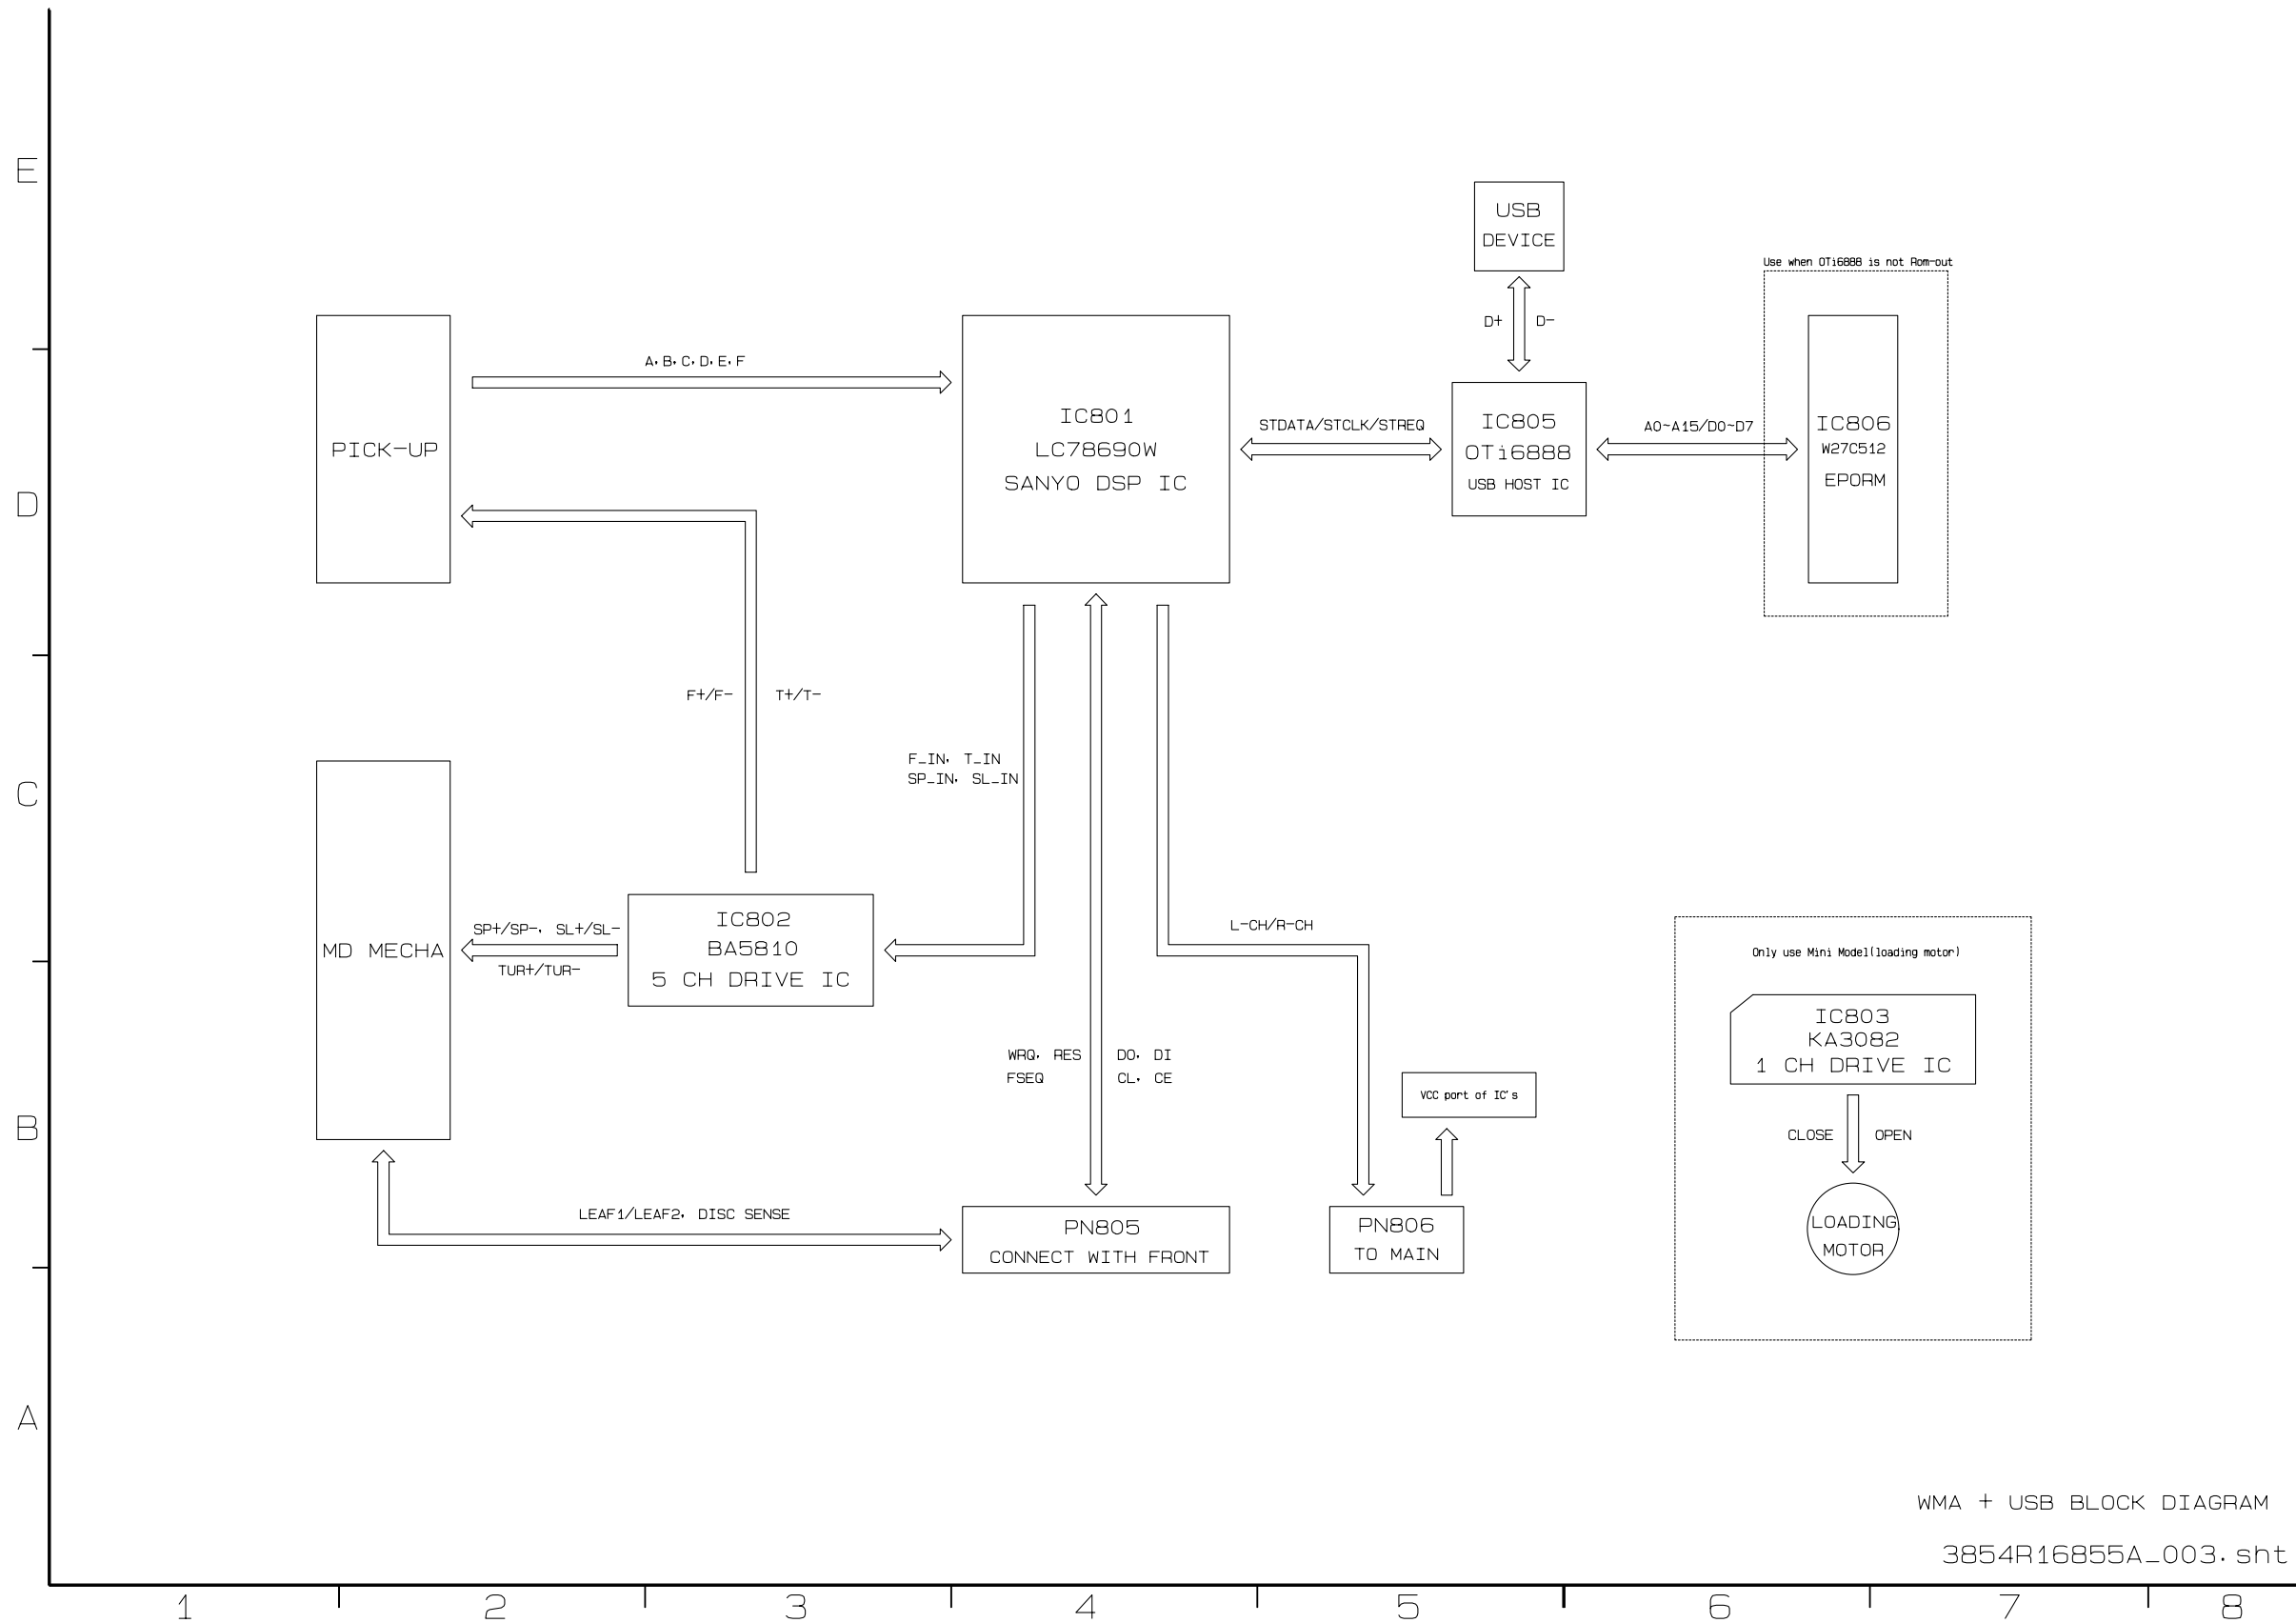 E
USB
DEVICE
Use when OTi6888 is not Rom-out
D+ D-
A, B, C, D, E, F
PICK-UP
IC801
LC78690W
SANYO DSP IC
STDATA/STCLK/STREQ
IC805
OTi6888
USB HOST IC
A0~A15/D0~D7
IC806
W27C512
EPORM
D
F+/F- T+/T-
F_IN, T_IN
SP_IN, SL_IN
C
MD MECHA
SP+/SP-, SL+/SL-
TUR+/TUR-
IC802
BA5810
5 CH DRIVE IC
L-CH/R-CH
Only use Mini Model(loading motor)
IC803
KA3082
1 CH DRIVE IC
WRQ, RES DO, DI
FSEQ CL, CE
VCC port of IC's
B
CLOSE OPEN
LEAF1/LEAF2, DISC SENSE
PN805
CONNECT WITH FRONT
PN806
TO MAIN
LOADING
MOTOR
A
WMA + USB BLOCK DIAGRAM
3854R16855A_003.sht
1 2 3 4 5 6 7 8